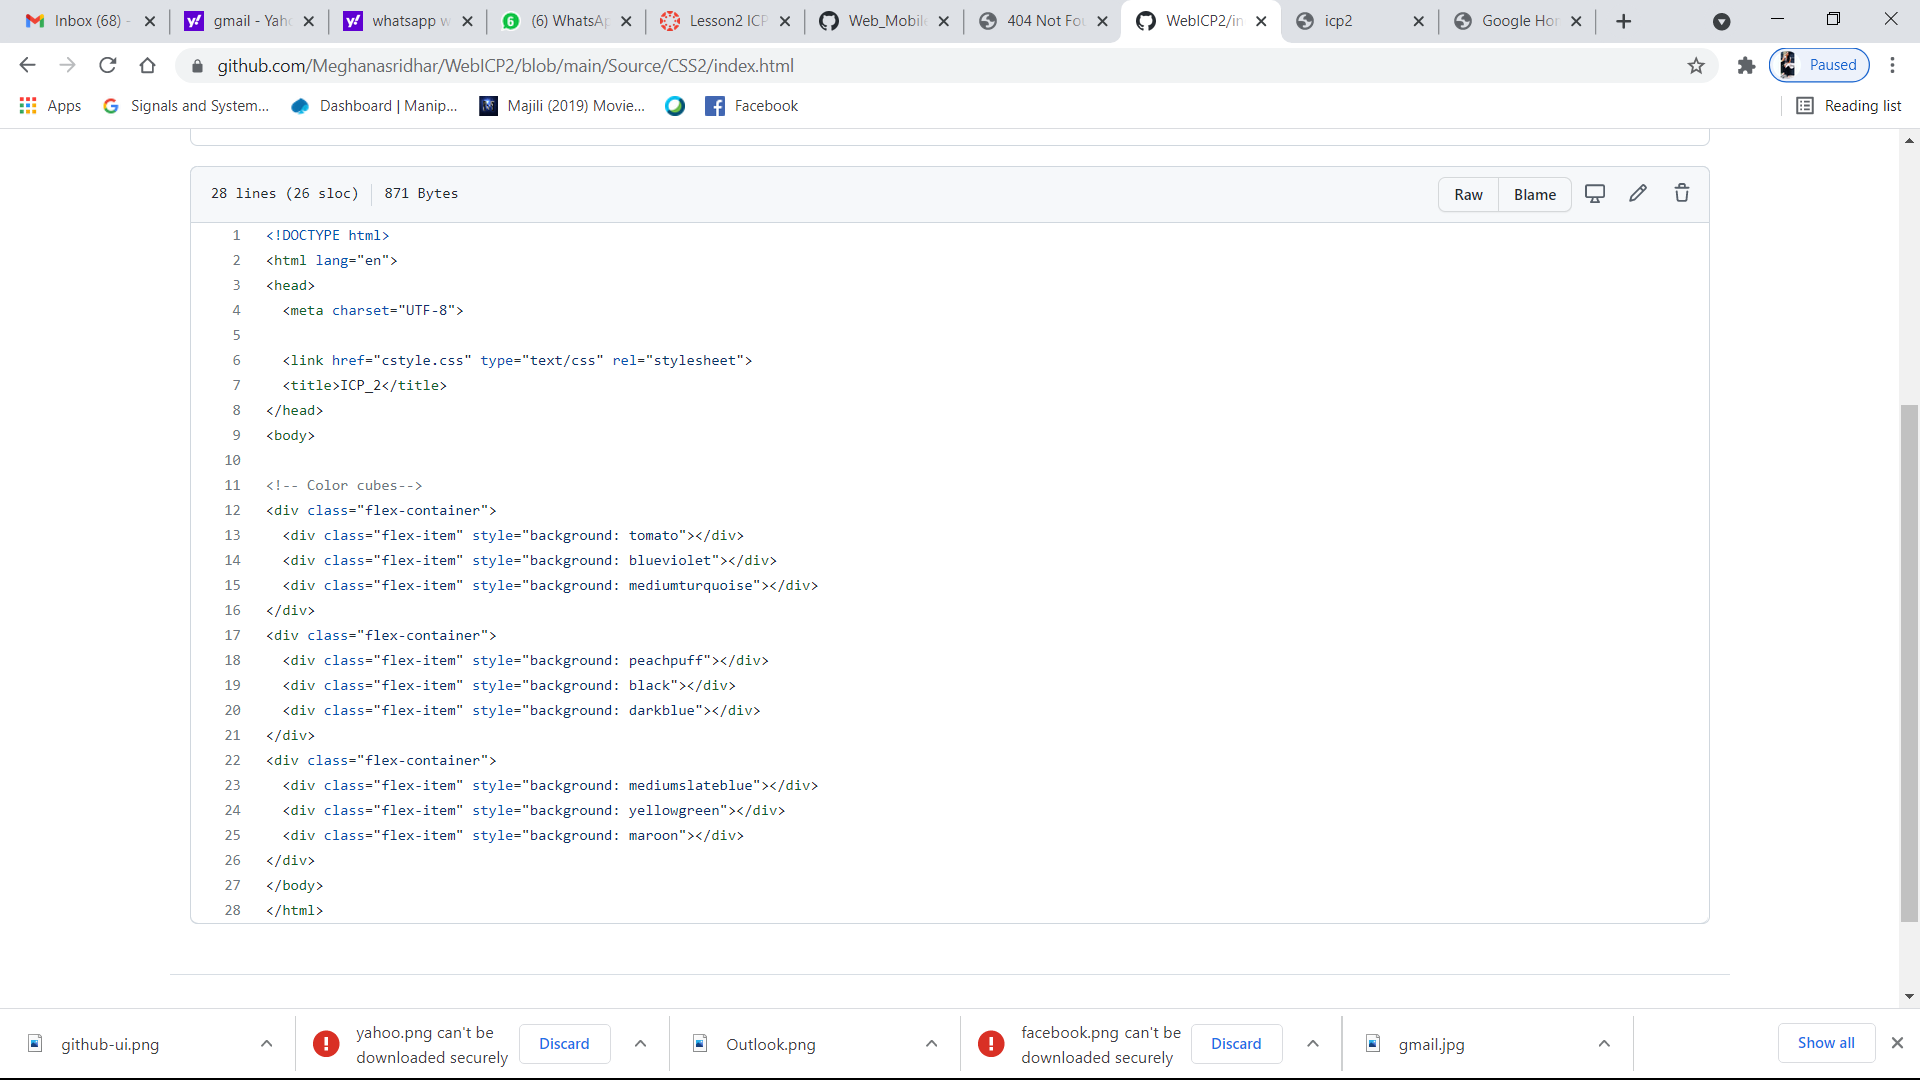 Inbox (68) -
gmail - Yah
whatsapp w
(6) WhatsAp
Lesson2 ICP
Web_Mobile
404 Not Fou
WebICP2/in
icp2
Google Hor
github.com/Meghanasridhar/WebICP2/blob/main/Source/CSS2/index.html
Paused
Apps
Signals and System...
Dashboard | Manip...
Majili (2019) Movie...
Facebook
Reading list
28 lines (26 sloc) 871 Bytes
Raw
Blame
1 <!DOCTYPE html>
2 <html lang="en">
3 <head>
4 <meta charset="UTF-8">
5
6 <link href="cstyle.css" type="text/css" rel="stylesheet">
7 <title>ICP_2</title>
8 </head>
9 <body>
10
11 <!-- Color cubes-->
12 <div class="flex-container">
13 <div class="flex-item" style="background: tomato"></div>
14 <div class="flex-item" style="background: blueviolet"></div>
15 <div class="flex-item" style="background: mediumturquoise"></div>
16 </div>
17 <div class="flex-container">
18 <div class="flex-item" style="background: peachpuff"></div>
19 <div class="flex-item" style="background: black"></div>
20 <div class="flex-item" style="background: darkblue"></div>
21 </div>
22 <div class="flex-container">
23 <div class="flex-item" style="background: mediumslateblue"></div>
24 <div class="flex-item" style="background: yellowgreen"></div>
25 <div class="flex-item" style="background: maroon"></div>
26 </div>
27 </body>
28 </html>
github-ui.png
yahoo.png can't be
downloaded securely
Discard
Outlook.png
facebook.png can't be
downloaded securely
Discard
gmail.jpg
Show all